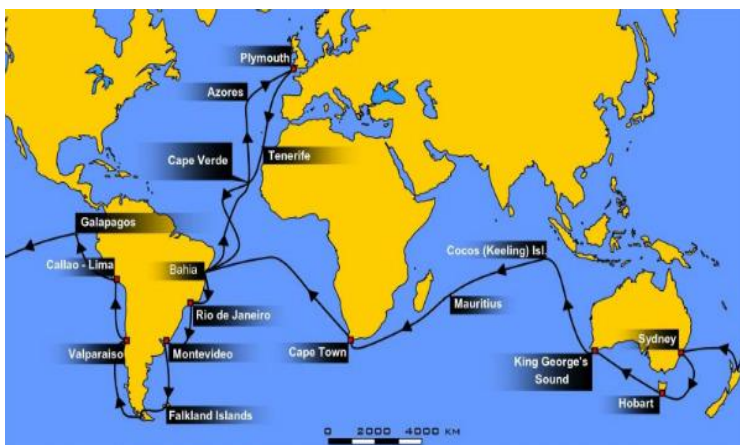 Plymouth
Azores
Cape Verde
Tenerife
Galapagos
Cocos (Keeling) Isl.
Callao - Lima
Bahia
Mauritius
Rio de Janeiro
Sydney
Valparaiso
Montevideo
Cape Town
King George's
Sound
Hobart
Falkland Islands
0 2000 4000 KM